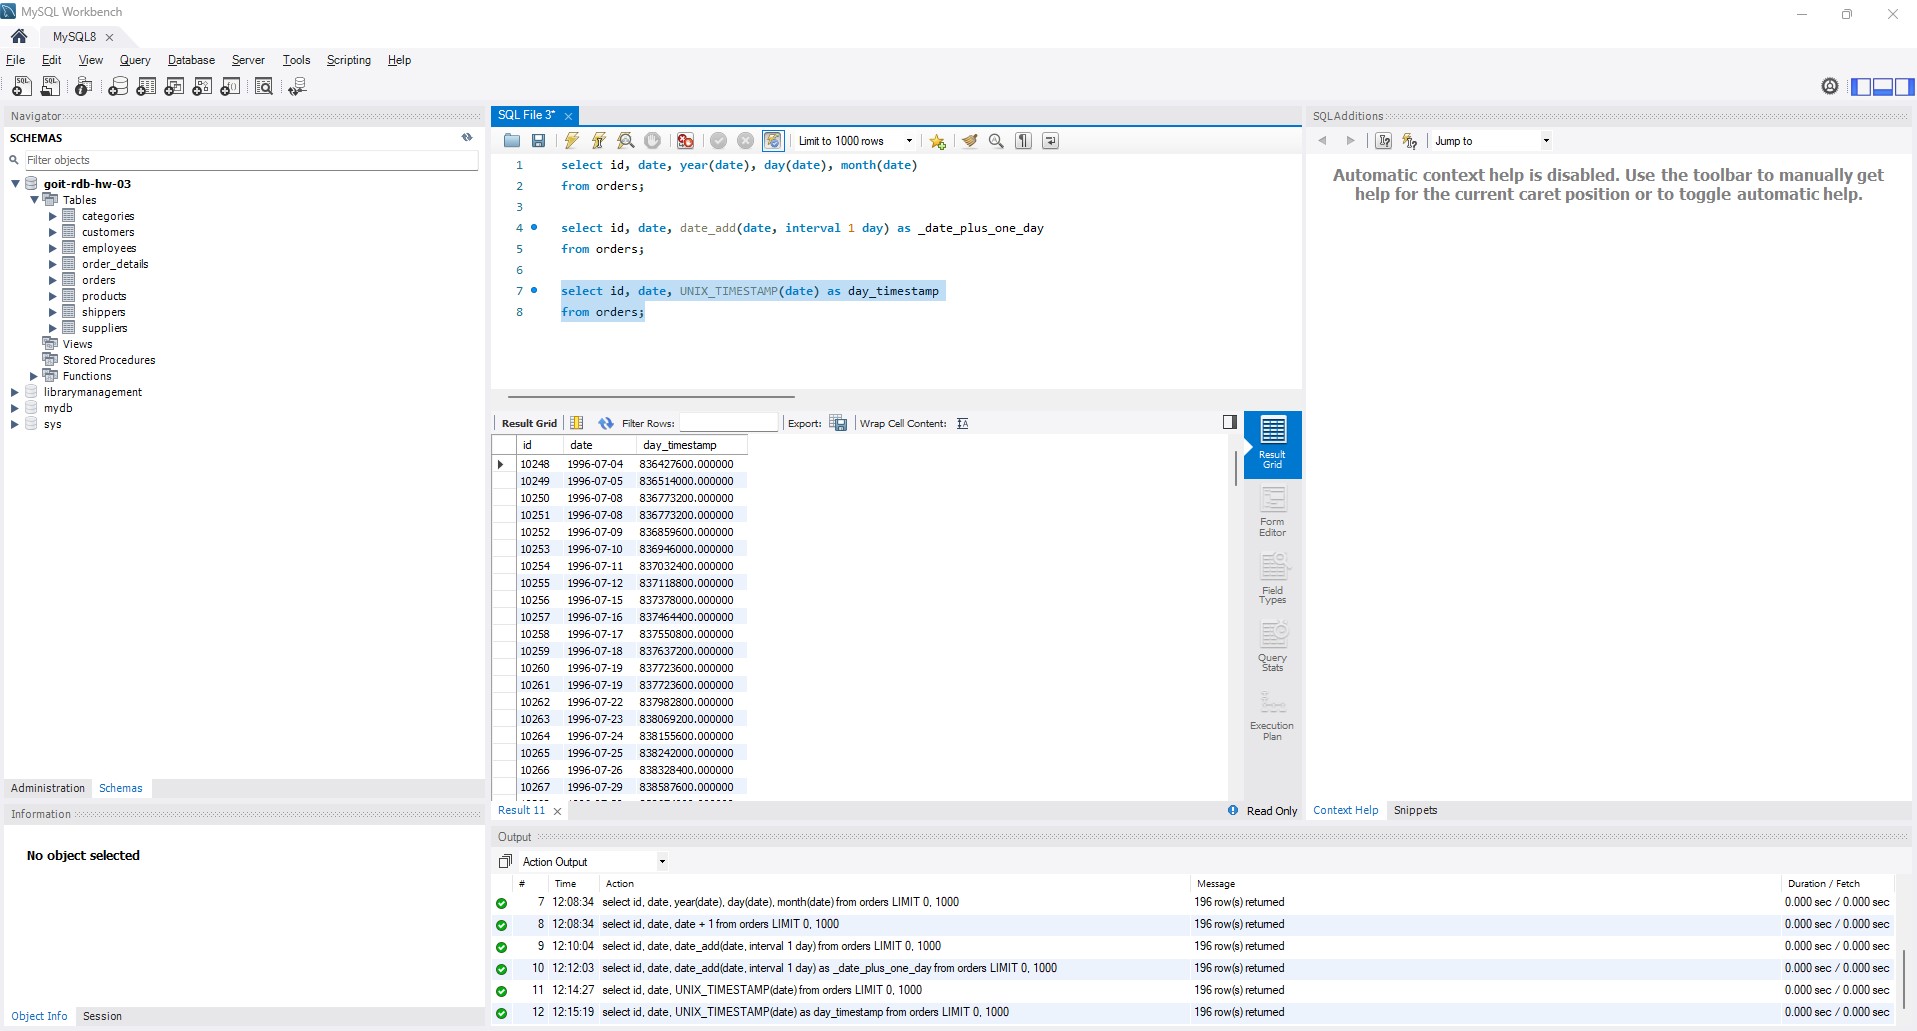 MySQL Workbench
MySQL8
File Edit View Query Database Server Tools Scripting Help
Navigator
SCHEMAS
Filter objects
goit-rdb-hw-03
Tables
categories
customers
employees
order_details
orders
products
shippers
suppliers
Views
Stored Procedures
Functions
librarymanagement
mydb
sys
Administration Schemas
Information
No object selected
Object Info Session
SQL File 3*
Limit to 1000 rows
1 select id, date, year(date), day(date), month(date)
2 from orders;
3
4 select id, date, date_add(date, interval 1 day) as _date_plus_one_day
5 from orders;
6
7 select id, date, UNIX_TIMESTAMP(date) as day_timestamp
8 from orders;
Result Grid Filter Rows: Export: Wrap Cell Content:
id date day_timestamp
10248 1996-07-04 836427600.000000
10249 1996-07-05 836514000.000000
10250 1996-07-08 836773200.000000
10251 1996-07-08 836773200.000000
10252 1996-07-09 836859600.000000
10253 1996-07-10 836946000.000000
10254 1996-07-11 837032400.000000
10255 1996-07-12 837118800.000000
10256 1996-07-15 837378000.000000
10257 1996-07-16 837464400.000000
10258 1996-07-17 837550800.000000
10259 1996-07-18 837637200.000000
10260 1996-07-19 837723600.000000
10261 1996-07-19 837723600.000000
10262 1996-07-22 837982800.000000
10263 1996-07-23 838069200.000000
10264 1996-07-24 838155600.000000
10265 1996-07-25 838242000.000000
10266 1996-07-26 838328400.000000
10267 1996-07-29 838587600.000000
Result Grid
Form Editor
Field Types
Query Stats
Execution Plan
Result 11
Read Only
SQLAdditions
Jump to
Automatic context help is disabled. Use the toolbar to manually get
help for the current caret position or to toggle automatic help.
Context Help Snippets
Output
Action Output
# Time Action Message Duration / Fetch
7 12:08:34 select id, date, year(date), day(date), month(date) from orders LIMIT 0, 1000 196 row(s) returned 0.000 sec / 0.000 sec
8 12:08:34 select id, date, date + 1 from orders LIMIT 0, 1000 196 row(s) returned 0.000 sec / 0.000 sec
9 12:10:04 select id, date, date_add(date, interval 1 day) from orders LIMIT 0, 1000 196 row(s) returned 0.000 sec / 0.000 sec
10 12:12:03 select id, date, date_add(date, interval 1 day) as _date_plus_one_day from orders LIMIT 0, 1000 196 row(s) returned 0.000 sec / 0.000 sec
11 12:14:27 select id, date, UNIX_TIMESTAMP(date) from orders LIMIT 0, 1000 196 row(s) returned 0.000 sec / 0.000 sec
12 12:15:19 select id, date, UNIX_TIMESTAMP(date) as day_timestamp from orders LIMIT 0, 1000 196 row(s) returned 0.000 sec / 0.000 sec